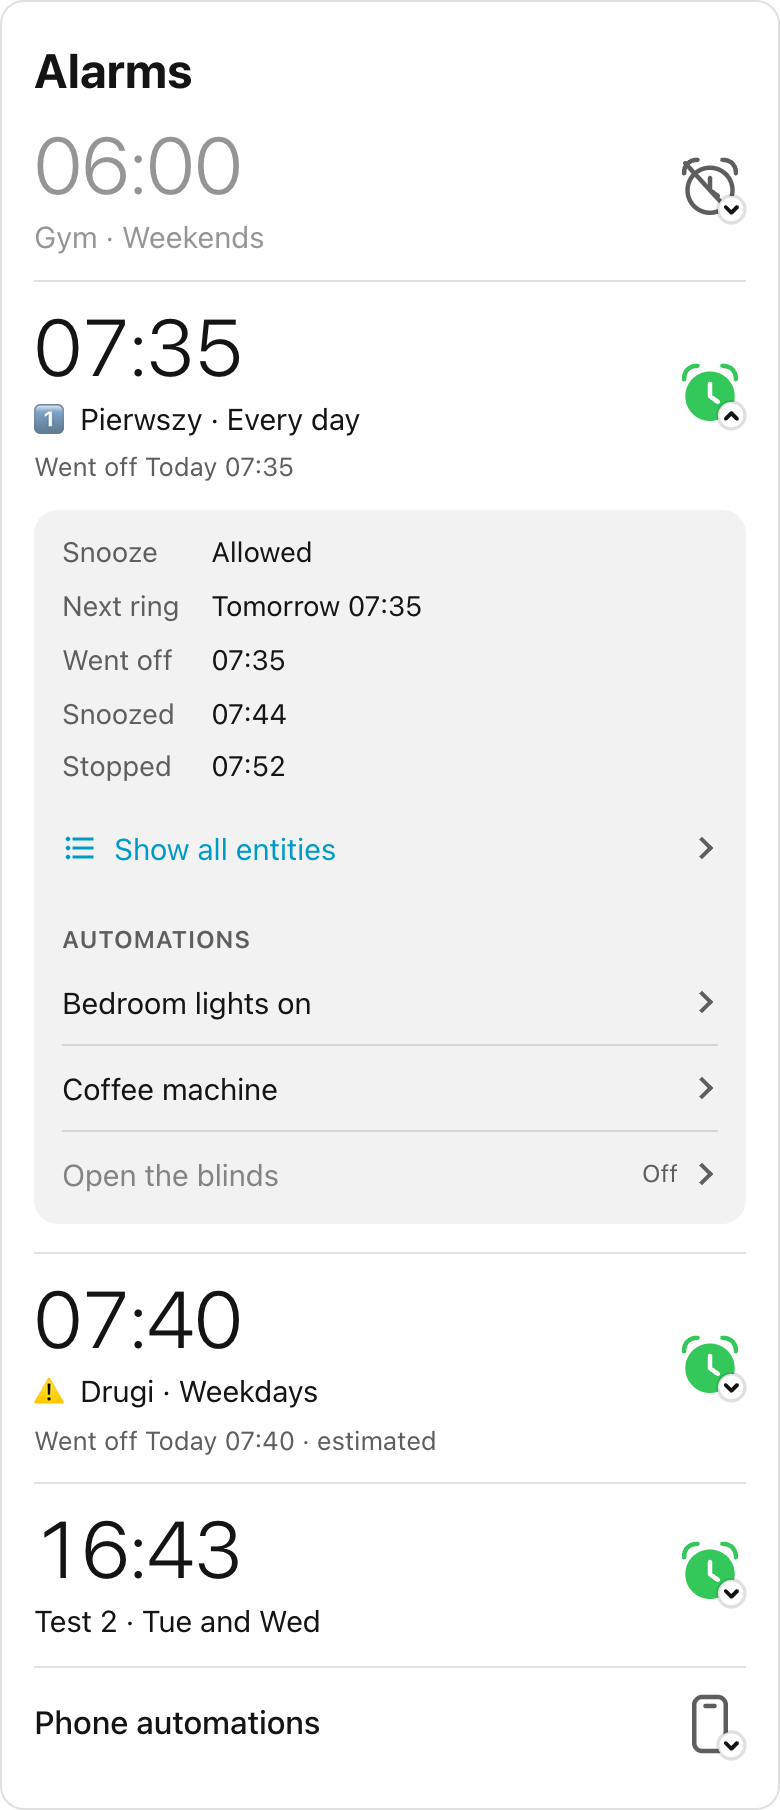 Alarms
06:00
Gym · Weekends
07:35
1️⃣ Pierwszy · Every day
Went off Today 07:35
Snooze Allowed
Next ring Tomorrow 07:35
Went off 07:35
Snoozed 07:44
Stopped 07:52
Show all entities
AUTOMATIONS
Bedroom lights on
Coffee machine
Open the blinds Off
07:40
⚠️ Drugi · Weekdays
Went off Today 07:40 · estimated
16:43
Test 2 · Tue and Wed
Phone automations